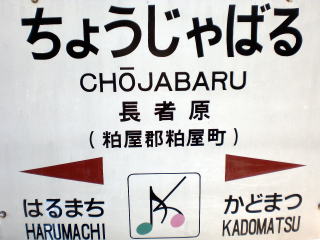 ちょうじゃばる
CHŌJABARU
長者原
(粕屋郡粕屋町)
はるまち
HARUMACHI
かどまつ
KADOMATSU